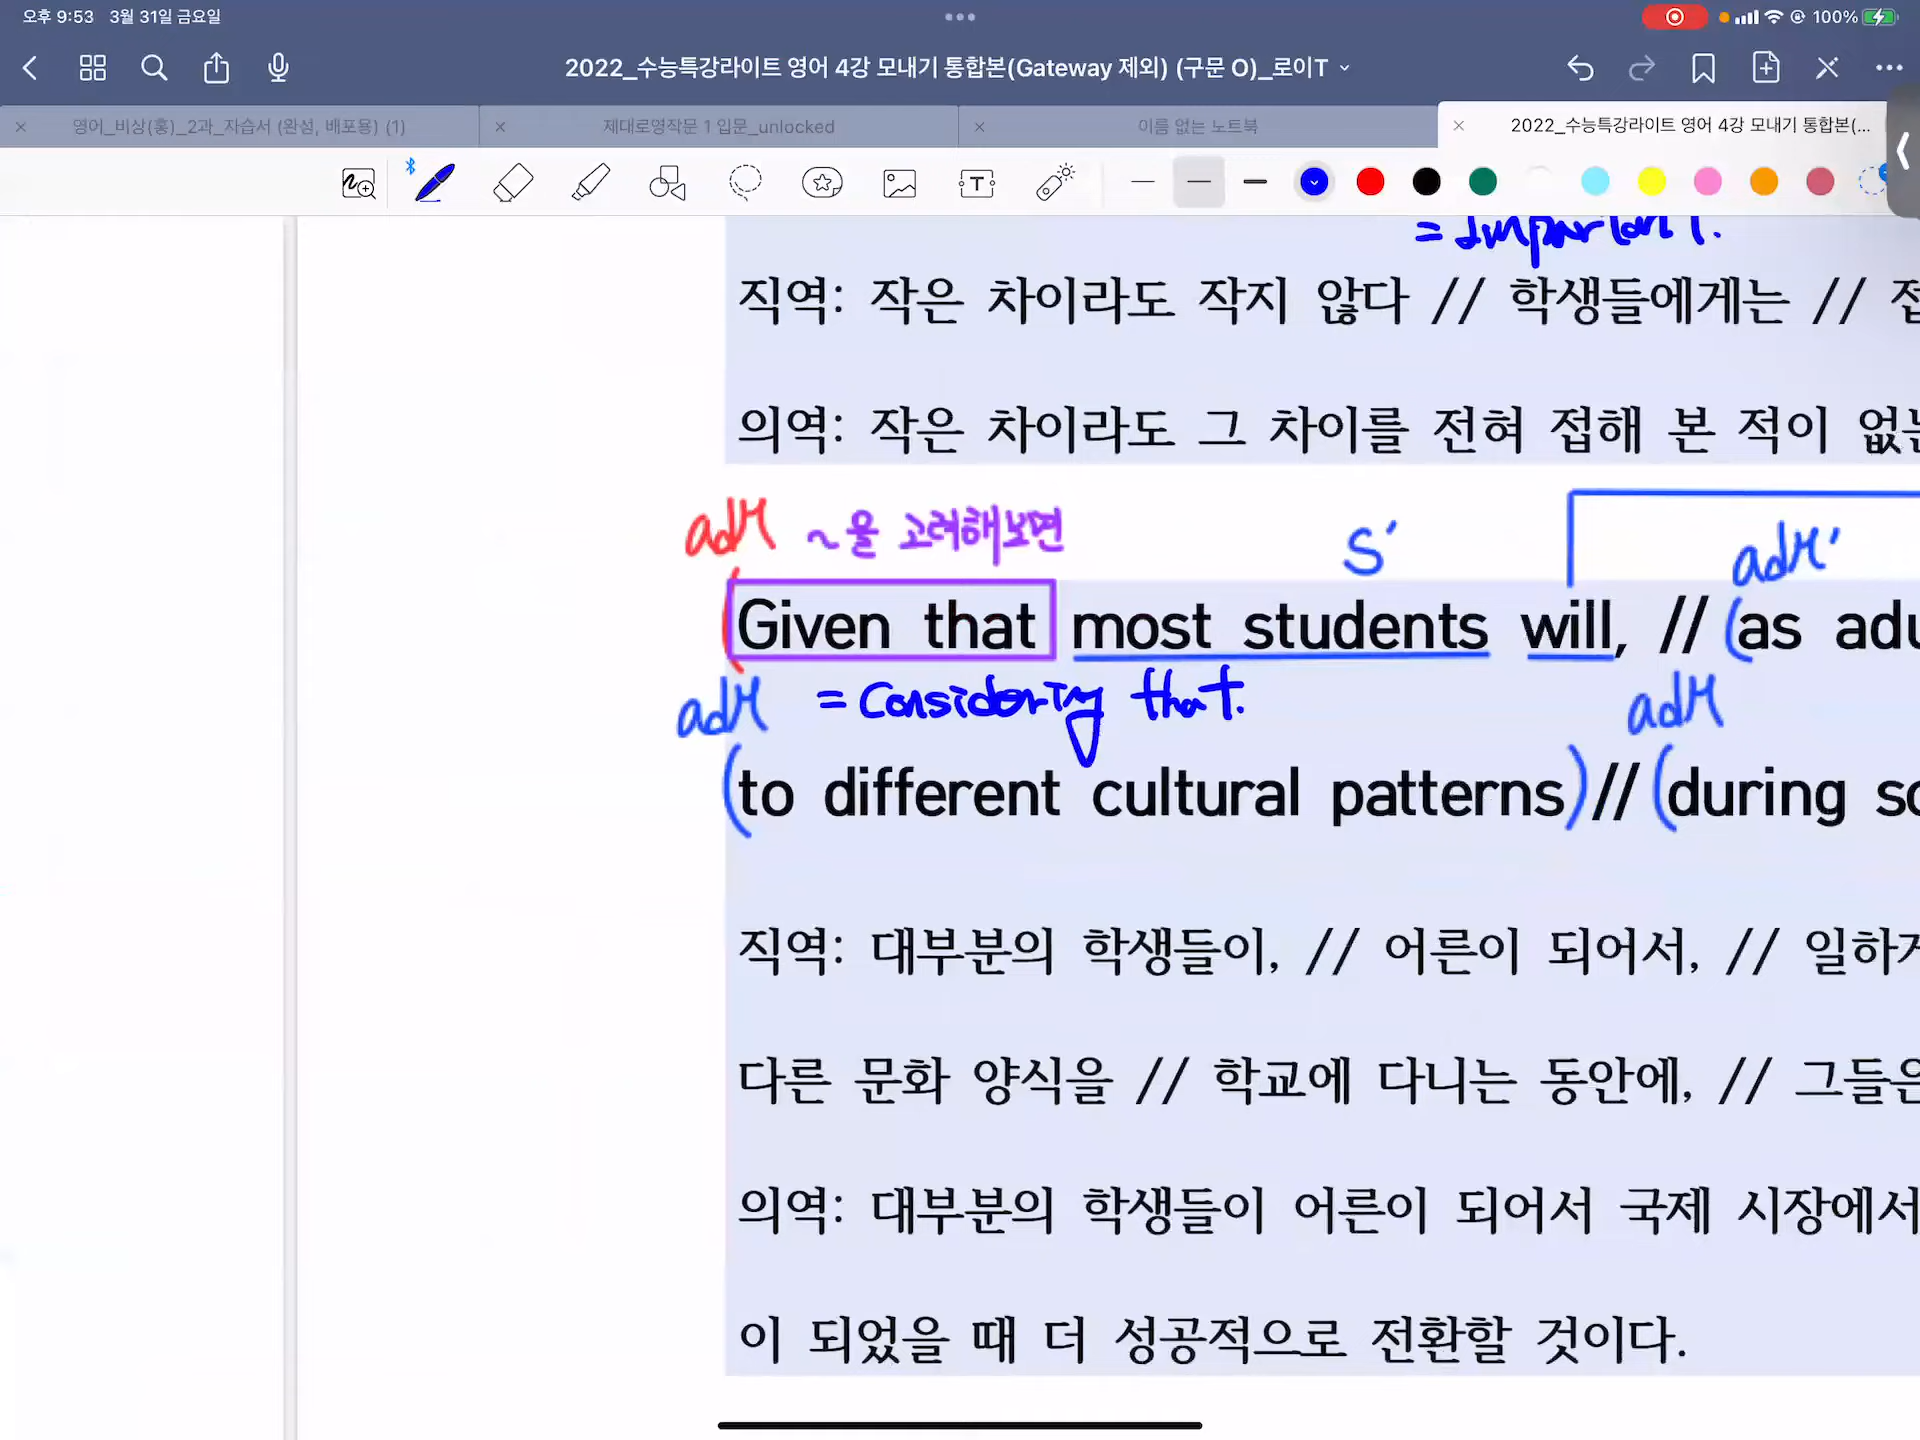 오후 9:53 3월 31일 금요일
100%
2022_수능특강라이트 영어 4강 모내기 통합본(Gateway 제외) (구문 O)_로이T
영어_비상(홍)_2과_자습서 (완성, 배포용) (1)
제대로영작문 1 입문_unlocked
이름 없는 노트북
2022_수능특강라이트 영어 4강 모내기 통합본(...
= Important.
직역: 작은 차이라도 작지 않다 // 학생들에게는 // 접
의역: 작은 차이라도 그 차이를 전혀 접해 본 적이 없는
~을 고려해보면
S'
Given that most students will, // (as adu
= Considering that.
(to different cultural patterns) // (during sc
직역: 대부분의 학생들이, // 어른이 되어서, // 일하게
다른 문화 양식을 // 학교에 다니는 동안에, // 그들은
의역: 대부분의 학생들이 어른이 되어서 국제 시장에서
이 되었을 때 더 성공적으로 전환할 것이다.